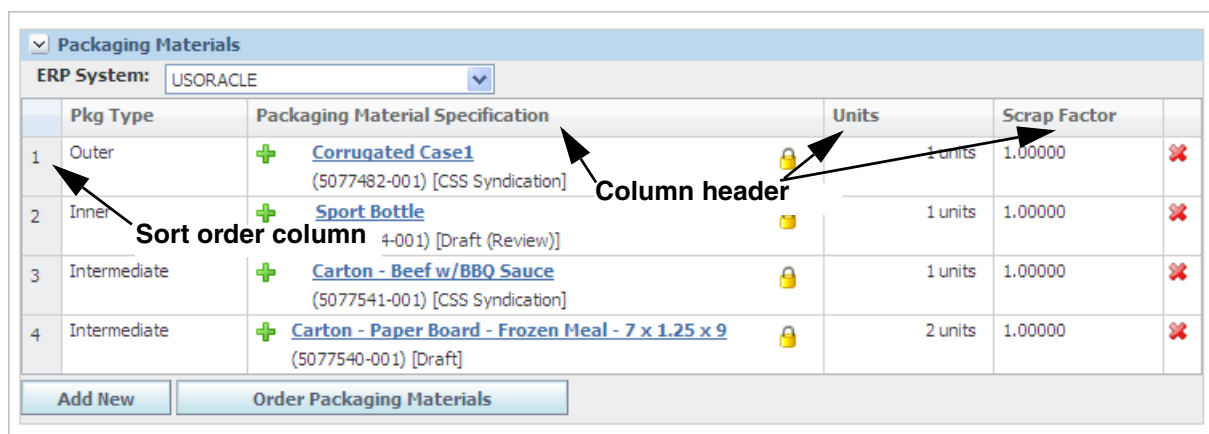 Packaging Materials
ERP System: USORACLE
Pkg Type Packaging Material Specification Units Scrap Factor
1 Outer Corrugated Case1 1 units 1.00000
(5077482-001) [CSS Syndication]
Column header
2 Inner Sport Bottle 1 units 1.00000
Sort order column 4-001) [Draft (Review)]
3 Intermediate Carton - Beef w/BBQ Sauce 1 units 1.00000
(5077541-001) [CSS Syndication]
4 Intermediate Carton - Paper Board - Frozen Meal - 7 x 1.25 x 9 2 units 1.00000
(5077540-001) [Draft]
Add New Order Packaging Materials